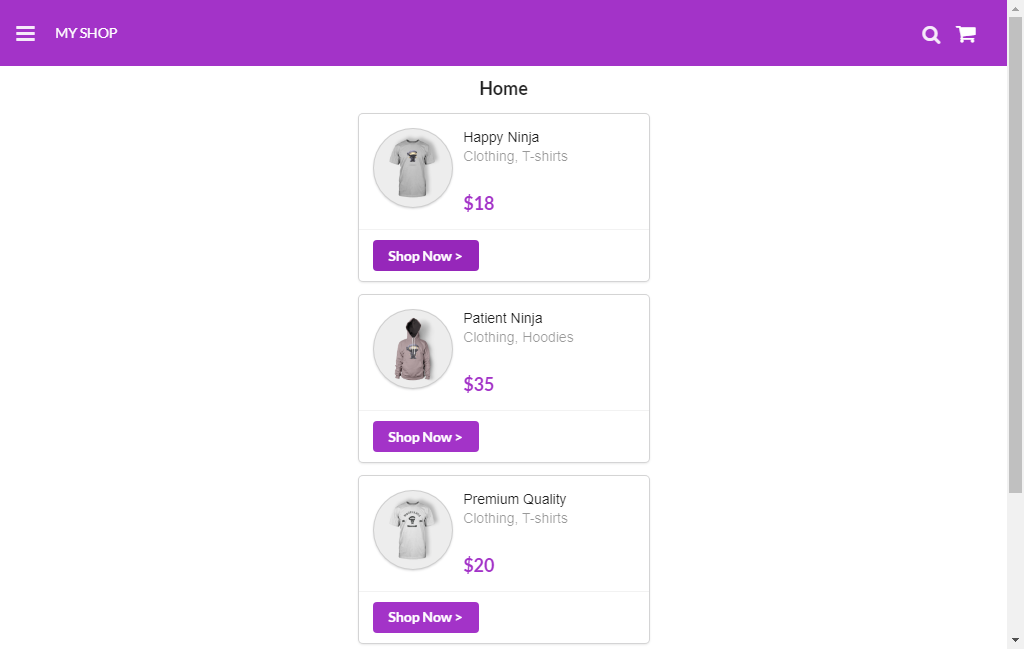 MY SHOP
Home
Happy Ninja
Clothing, T-shirts
$18
Shop Now >
Patient Ninja
Clothing, Hoodies
$35
Shop Now >
Premium Quality
Clothing, T-shirts
$20
Shop Now >